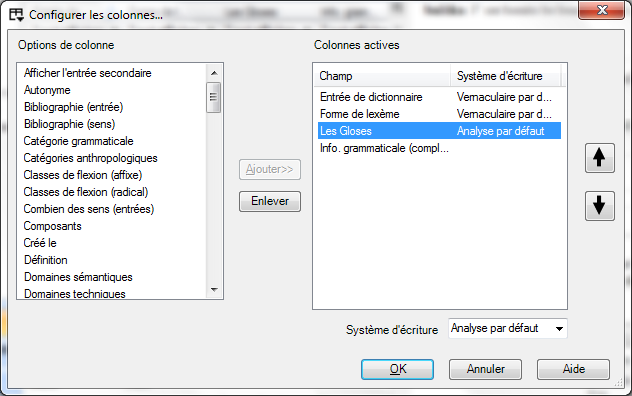 Configurer les colonnes...
Options de colonne
Afficher l'entrée secondaire
Autonyme
Bibliographie (entrée)
Bibliographie (sens)
Catégorie grammaticale
Catégories anthropologiques
Classes de flexion (affixe)
Classes de flexion (radical)
Combien des sens (entrées)
Composants
Créé le
Définition
Domaines sémantiques
Domaines techniques
Ajouter>>
Enlever
Colonnes actives
Champ Système d'écriture
Entrée de dictionnaire Vernaculaire par d...
Forme de lexème Vernaculaire par d...
Les Gloses Analyse par défaut
Info. grammaticale (compl...
Système d'écriture Analyse par défaut
OK Annuler Aide